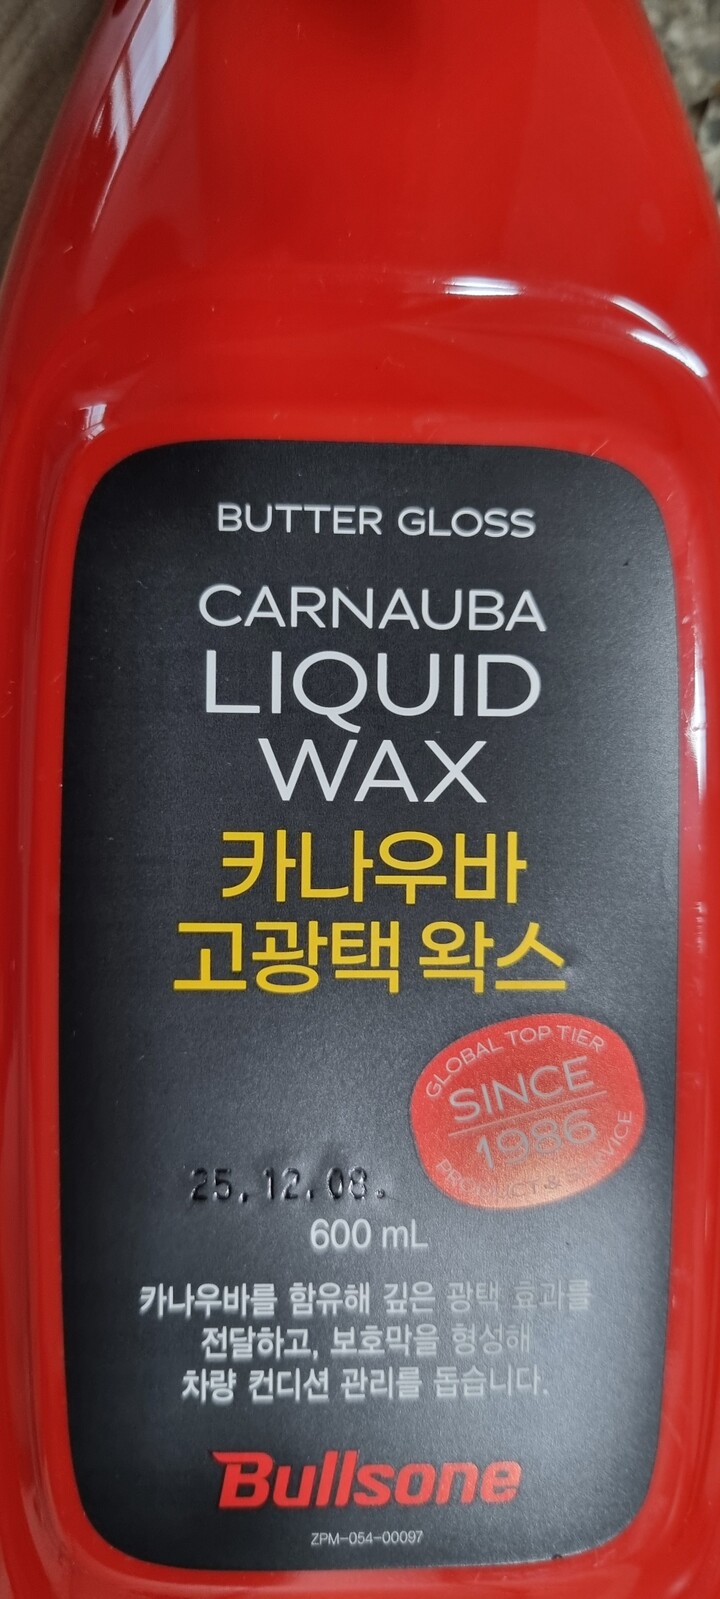 BUTTER GLOSS
CARNAUBA
LIQUID
WAX
카나우바
고광택 왁스
GLOBAL TOP TIER
SINCE
1986
PRODUCT & SERVICE
25.12.08.
600 mL
카나우바를 함유해 깊은 광택 효과를
전달하고, 보호막을 형성해
차량 컨디션 관리를 돕습니다.
Bullsone
ZPM-054-00097